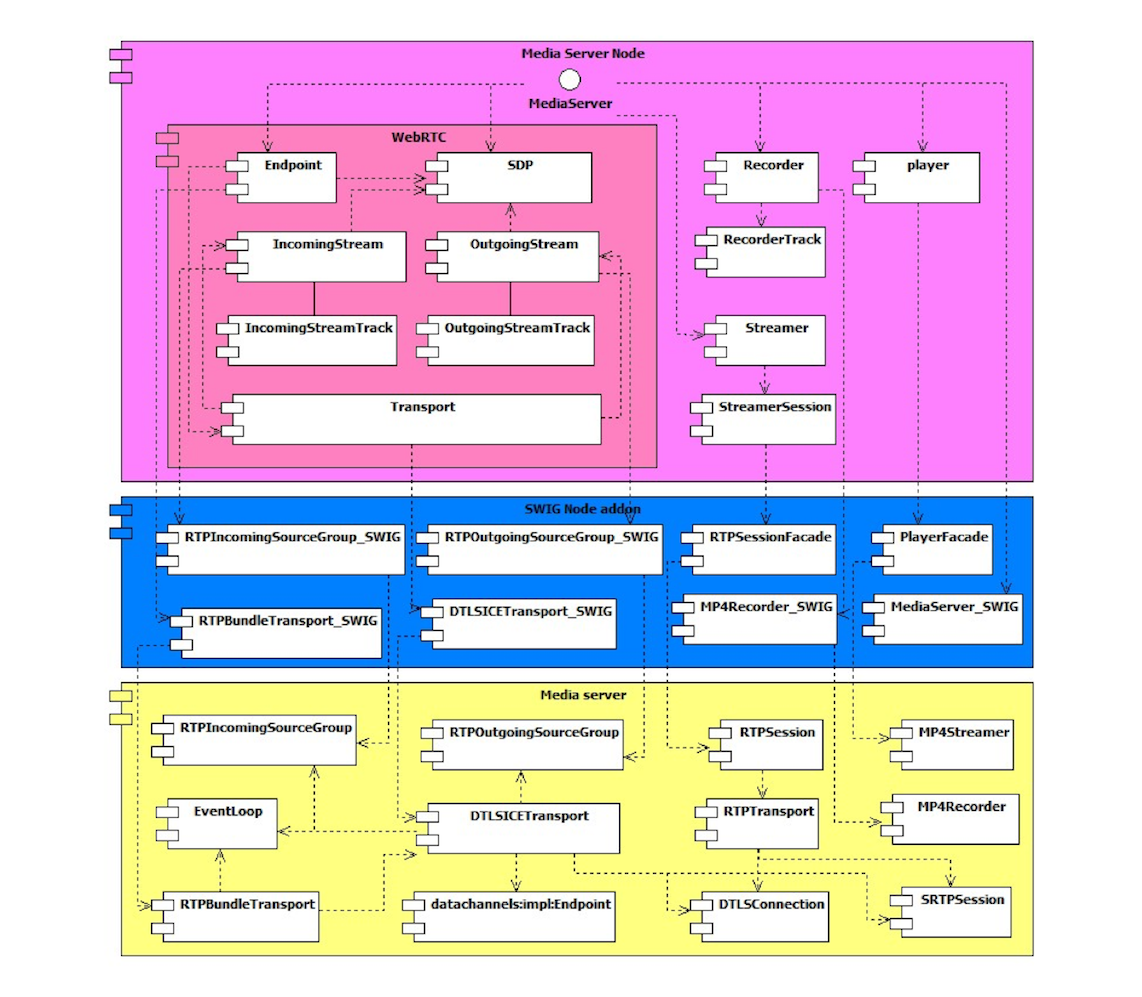 Media Server Node
MediaServer
WebRTC
Endpoint
SDP
Recorder
player
IncomingStream
OutgoingStream
RecorderTrack
IncomingStreamTrack
OutgoingStreamTrack
Streamer
Transport
StreamerSession
SWIG Node addon
RTPIncomingSourceGroup_SWIG
RTPOutgoingSourceGroup_SWIG
RTPSessionFacade
PlayerFacade
RTPBundleTransport_SWIG
DTLSICETransport_SWIG
MP4Recorder_SWIG
MediaServer_SWIG
Media server
RTPIncomingSourceGroup
RTPOutgoingSourceGroup
RTPSession
MP4Streamer
EventLoop
DTLSICETransport
RTPTransport
MP4Recorder
RTPBundleTransport
datachannels:impl:Endpoint
DTLSConnection
SRTPSession